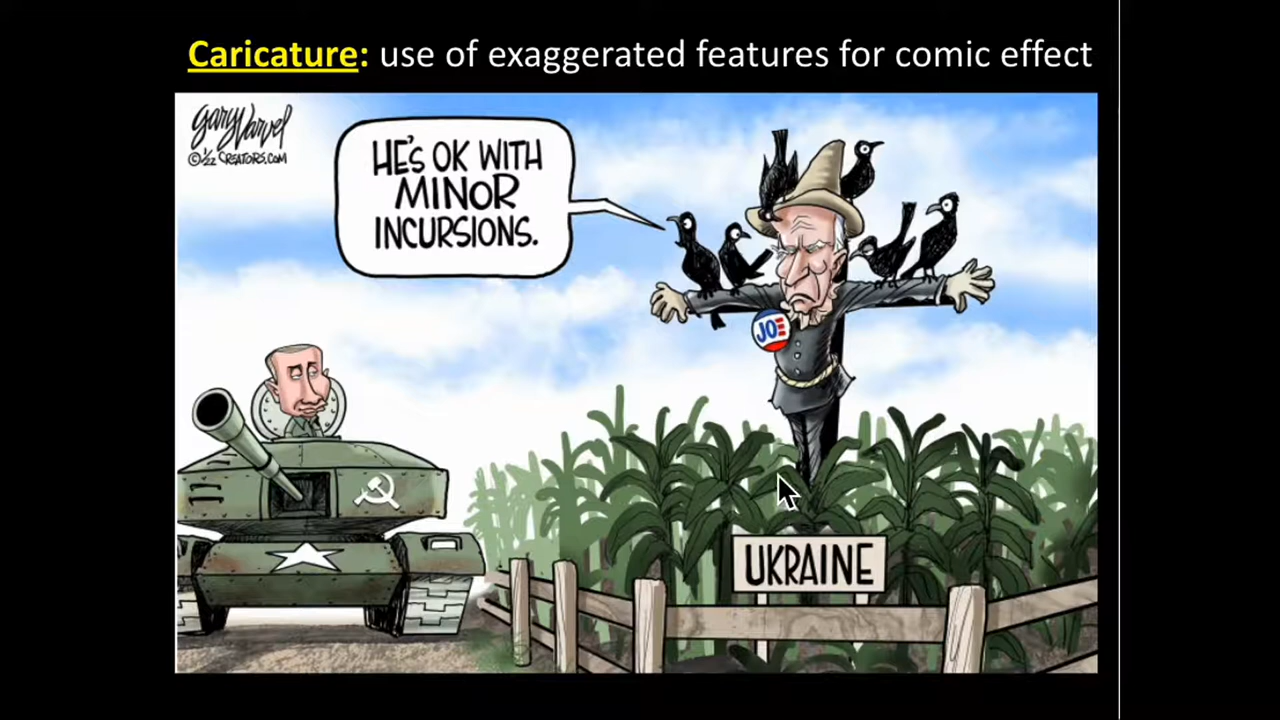 Caricature: use of exaggerated features for comic effect
Gary Varvel
© 1/22 CREATORS.COM
HE'S OK WITH
MINOR
INCURSIONS.
JOE
UKRAINE